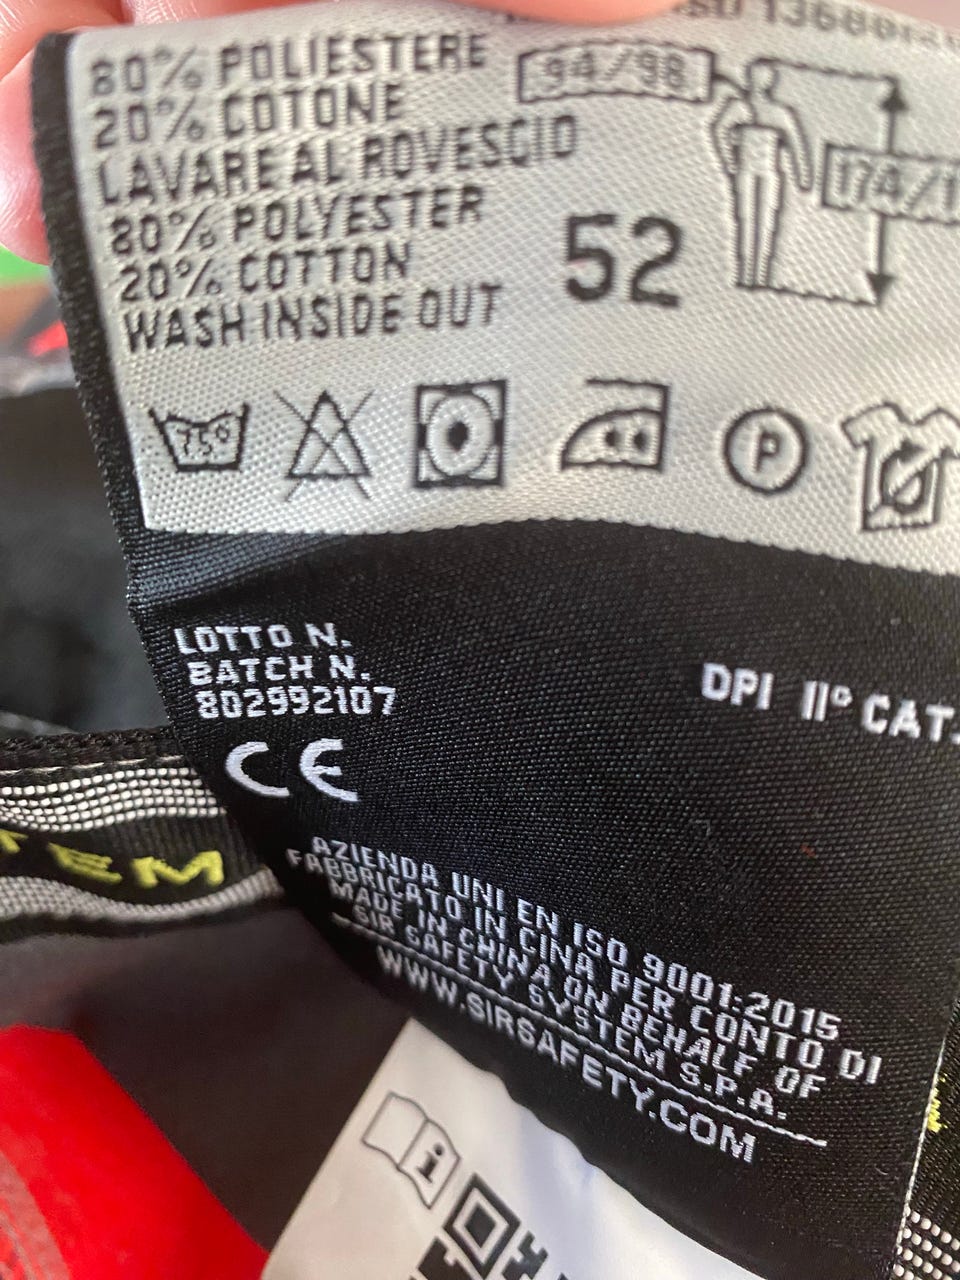 80% POLIESTERE
20% COTONE
LAVARE AL ROVESCIO
80% POLYESTER
20% COTTON
WASH INSIDE OUT
94/98
52
75°
P
LOTTO N.
BATCH N.
802992107
DPI II° CAT.
CE
AZIENDA UNI EN ISO 9001:2015
FABBRICATO IN CINA PER CONTO DI
MADE IN CHINA ON BEHALF OF
SIR SAFETY SYSTEM S.P.A.
WWW.SIRSAFETY.COM
TEM
i